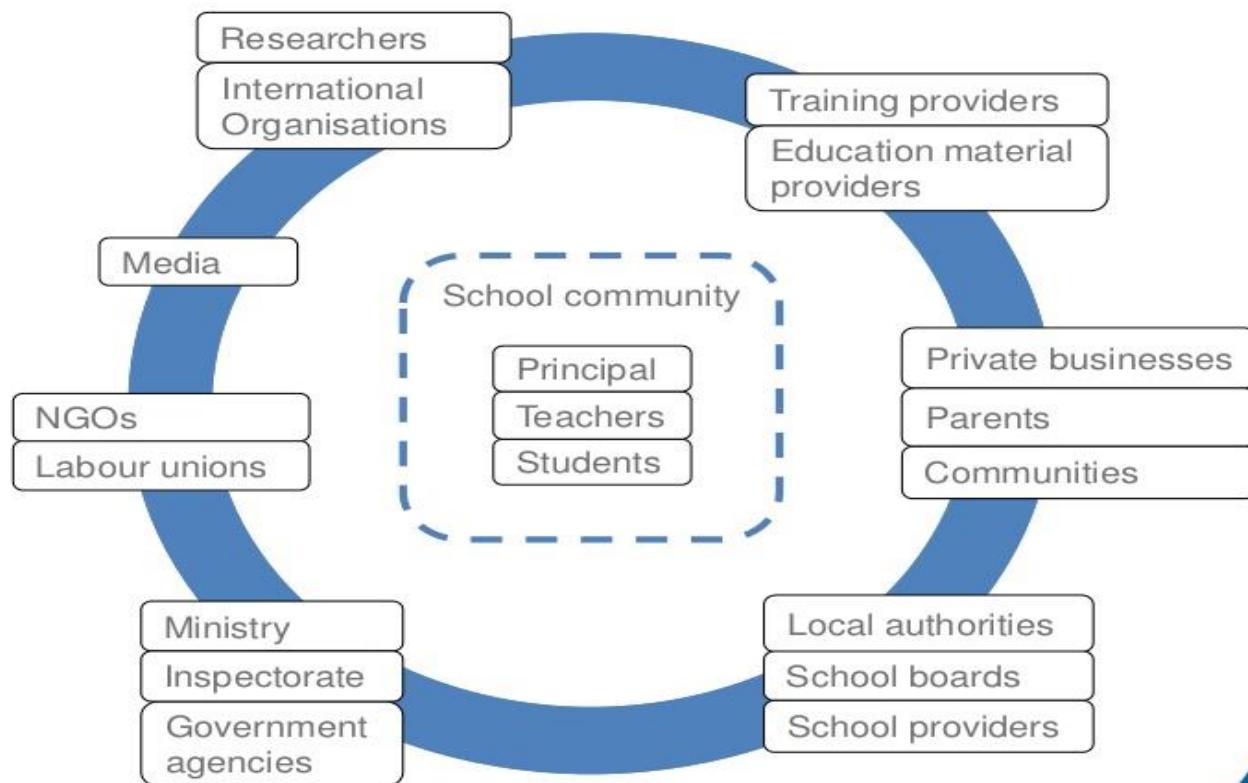 Researchers
International
Organisations
Training providers
Education material
providers
Media
School community
Principal
Teachers
Students
Private businesses
Parents
Communities
NGOs
Labour unions
Ministry
Inspectorate
Government
agencies
Local authorities
School boards
School providers